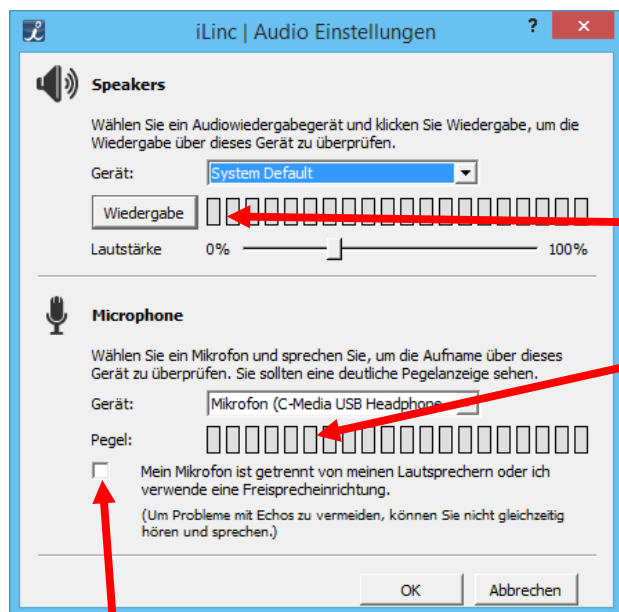 iLinc | Audio Einstellungen ? ×
Speakers
Wählen Sie ein Audiowiedergabegerät und klicken Sie Wiedergabe, um die
Wiedergabe über dieses Gerät zu überprüfen.
Gerät: System Default
Wiedergabe
Lautstärke 0% 100%
Microphone
Wählen Sie ein Mikrofon und sprechen Sie, um die Aufname über dieses
Gerät zu überprüfen. Sie sollten eine deutliche Pegelanzeige sehen.
Gerät: Mikrofon (C-Media USB Headphone
Pegel:
Mein Mikrofon ist getrennt von meinen Lautsprechern oder ich
verwende eine Freisprecheinrichtung.
(Um Probleme mit Echos zu vermeiden, können Sie nicht gleichzeitig
hören und sprechen.)
OK Abbrechen